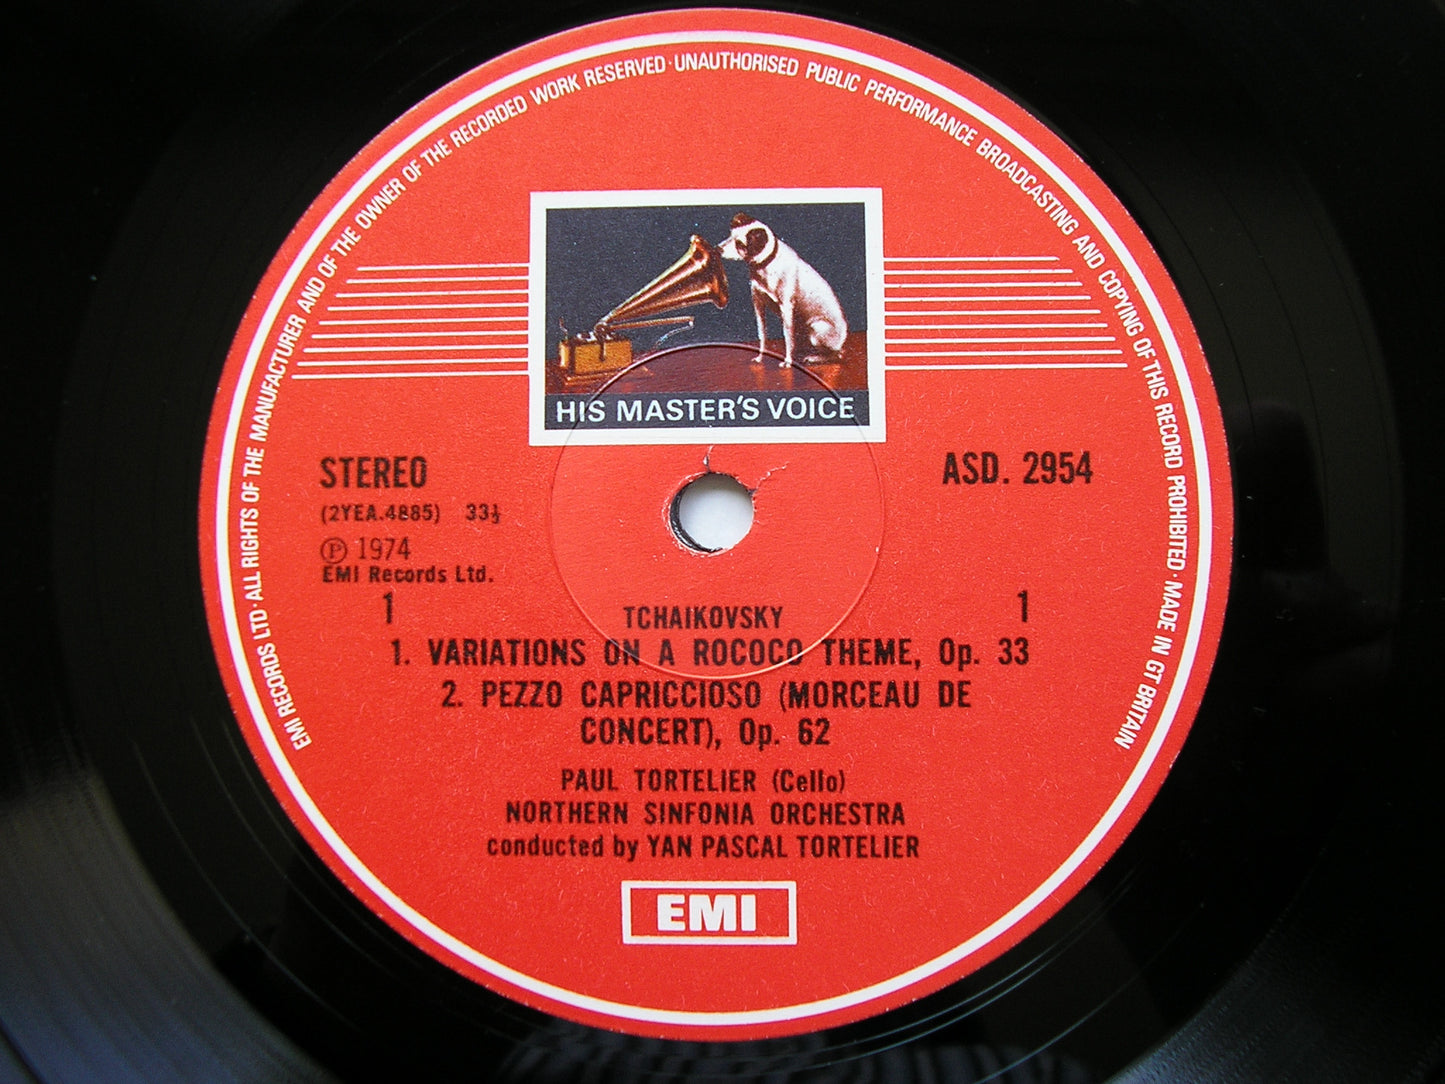 EMI RECORDS LTD · ALL RIGHTS OF THE MANUFACTURER AND OF THE OWNER OF THE RECORDED WORK RESERVED · UNAUTHORISED PUBLIC PERFORMANCE BROADCASTING AND COPYING OF THIS RECORD PROHIBITED · MADE IN GT BRITAIN
HIS MASTER'S VOICE
STEREO
ASD. 2954
(2YEA.4885) 33⅓
℗ 1974
EMI Records Ltd.
1 TCHAIKOVSKY 1
1. VARIATIONS ON A ROCOCO THEME, Op. 33
2. PEZZO CAPRICCIOSO (MORCEAU DE
CONCERT), Op. 62
PAUL TORTELIER (Cello)
NORTHERN SINFONIA ORCHESTRA
conducted by YAN PASCAL TORTELIER
EMI